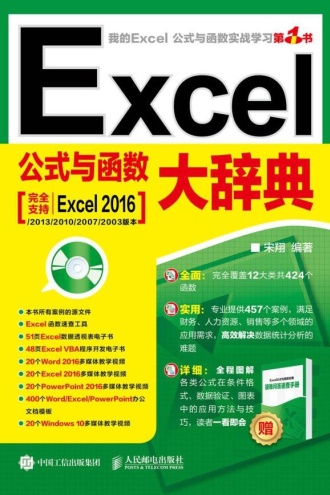 我的Excel 公式与函数实战学习第1书
Excel
公式与函数
大辞典
完全支持 Excel 2016
/2013/2010/2007/2003版本
宋翔 编著
本书所有案例的源文件
Excel函数速查工具
51页Excel数据透视表电子书
48页Excel VBA程序开发电子书
20个Word 2016多媒体教学视频
20个Excel 2016多媒体教学视频
20个PowerPoint 2016多媒体教学视频
400个Word/Excel/PowerPoint办公
文档模板
20个Windows 10多媒体教学视频
全面：完全覆盖12大类共424个
函数
实用：专业提供457个案例，满足
财务、人力资源、销售等多个领域的
应用需求，高效解决数据统计分析的
难题
详细：全程图解
各类公式在条件格
式、数据验证、图表
中的应用方法与技
巧，读者一看即会
赠
中国工信出版集团
人民邮电出版社